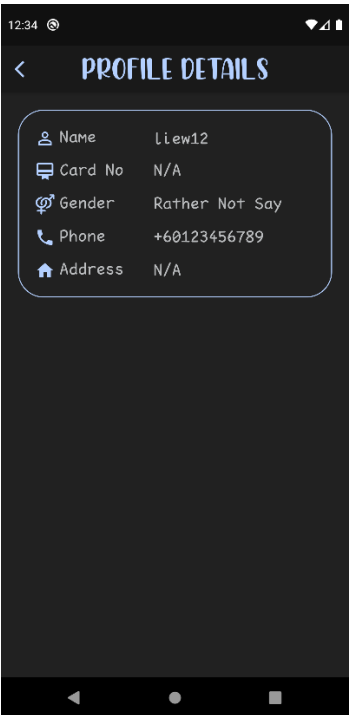 12:34
PROFILE DETAILS
Name liew12
Card No N/A
Gender Rather Not Say
Phone +60123456789
Address N/A